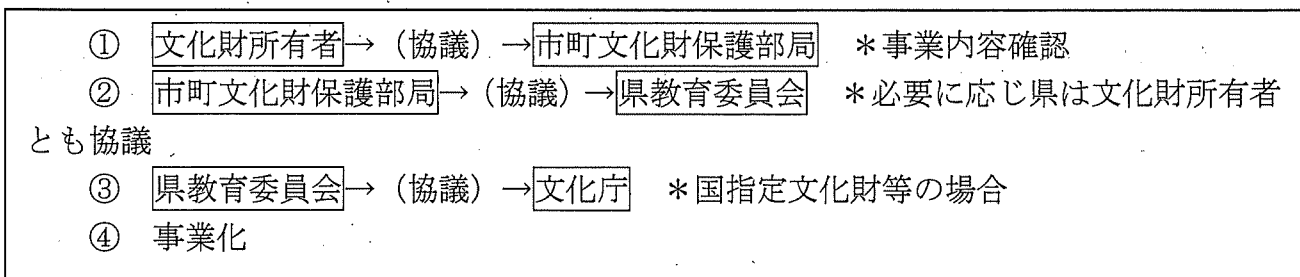 ① 文化財所有者→（協議）→市町文化財保護部局　＊事業内容確認
② 市町文化財保護部局→（協議）→県教育委員会　＊必要に応じ県は文化財所有者
とも協議
③ 県教育委員会→（協議）→文化庁　＊国指定文化財等の場合
④ 事業化